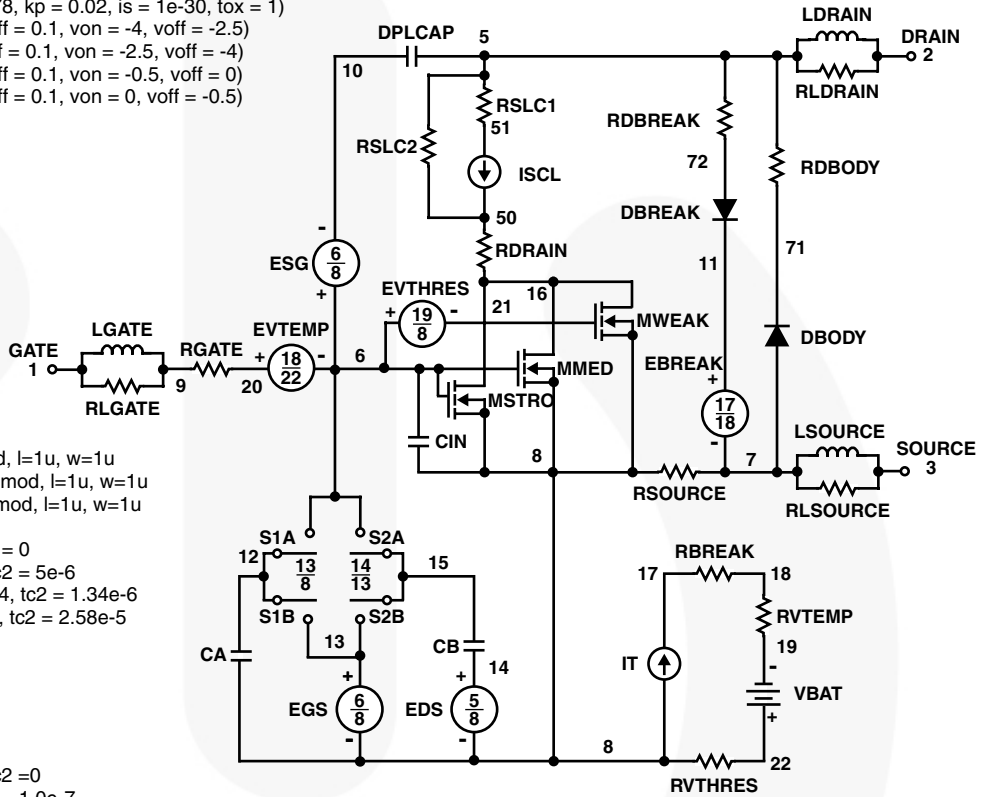 78, kp = 0.02, is = 1e-30, tox = 1)
ff = 0.1, von = -4, voff = -2.5)
f = 0.1, von = -2.5, voff = -4)
ff = 0.1, von = -0.5, voff = 0)
ff = 0.1, von = 0, voff = -0.5)
LDRAIN
DPLCAP
5
DRAIN
2
10
RLDRAIN
RSLC1
51
RDBREAK
RSLC2
72
RDBODY
ISCL
DBREAK
50
-
RDRAIN
71
ESG
6
8
11
+
EVTHRES
16
+
19
8
-
21
MWEAK
LGATE
EVTEMP
DBODY
GATE
1
RGATE
+
18
22
-
6
EBREAK
MMED
9
20
+
RLGATE
MSTRO
17
18
-
LSOURCE
CIN
SOURCE
3
d, l=1u, w=1u
8
7
mod, l=1u, w=1u
RSOURCE
mod, l=1u, w=1u
RLSOURCE
= 0
S1A
S2A
RBREAK
12
13
8
14
13
15
17
18
c2 = 5e-6
4, tc2 = 1.34e-6
S1B
S2B
RVTEMP
, tc2 = 2.58e-5
13
CB
19
CA
14
IT
-
+
+
VBAT
EGS
6
8
EDS
5
8
+
-
-
8
22
c2 =0
RVTHRES